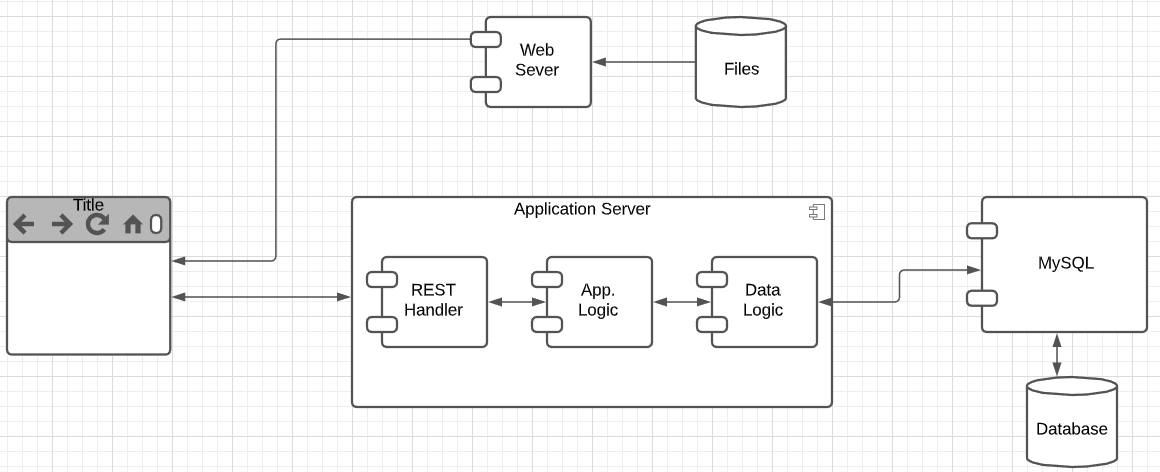 Web
Sever
Files
Title
Application Server
REST
Handler
App.
Logic
Data
Logic
MySQL
Database